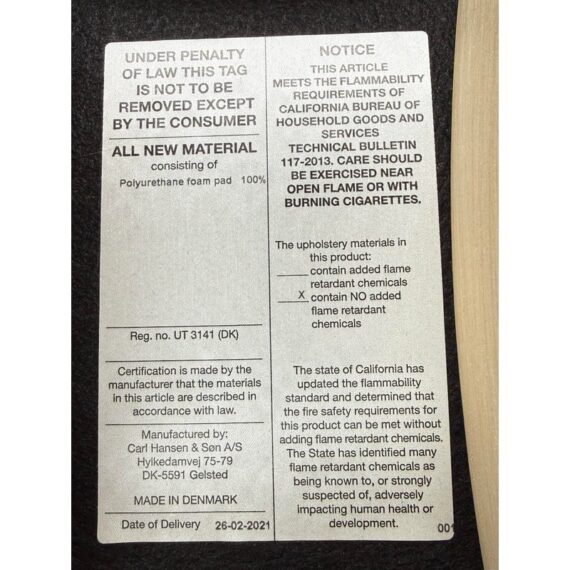 UNDER PENALTY
OF LAW THIS TAG
IS NOT TO BE
REMOVED EXCEPT
BY THE CONSUMER
ALL NEW MATERIAL
consisting of
Polyurethane foam pad 100%
Reg. no. UT 3141 (DK)
Certification is made by the
manufacturer that the materials
in this article are described in
accordance with law.
Manufactured by:
Carl Hansen & Søn A/S
Hylkedamvej 75-79
DK-5591 Gelsted
MADE IN DENMARK
Date of Delivery 26-02-2021
NOTICE
THIS ARTICLE
MEETS THE FLAMMABILITY
REQUIREMENTS OF
CALIFORNIA BUREAU OF
HOUSEHOLD GOODS AND
SERVICES
TECHNICAL BULLETIN
117-2013. CARE SHOULD
BE EXERCISED NEAR
OPEN FLAME OR WITH
BURNING CIGARETTES.
The upholstery materials in
this product:
contain added flame
retardant chemicals
X contain NO added
flame retardant
chemicals
The state of California has
updated the flammability
standard and determined that
the fire safety requirements for
this product can be met without
adding flame retardant chemicals.
The State has identified many
flame retardant chemicals as
being known to, or strongly
suspected of, adversely
impacting human health or
development.
001